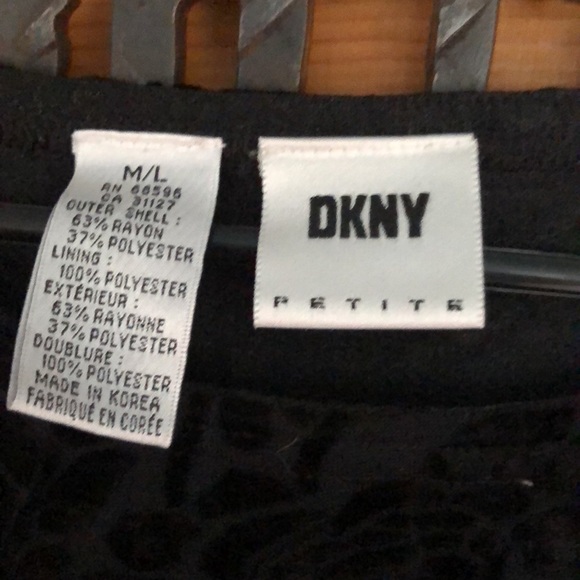 M/L
RN 66596
CA 31127
OUTER SHELL :
63% RAYON
37% POLYESTER
LINING :
100% POLYESTER
EXTÉRIEUR :
63% RAYONNE
37% POLYESTER
DOUBLURE :
100% POLYESTER
MADE IN KOREA
FABRIQUÉ EN CORÉE
DKNY
PETITE